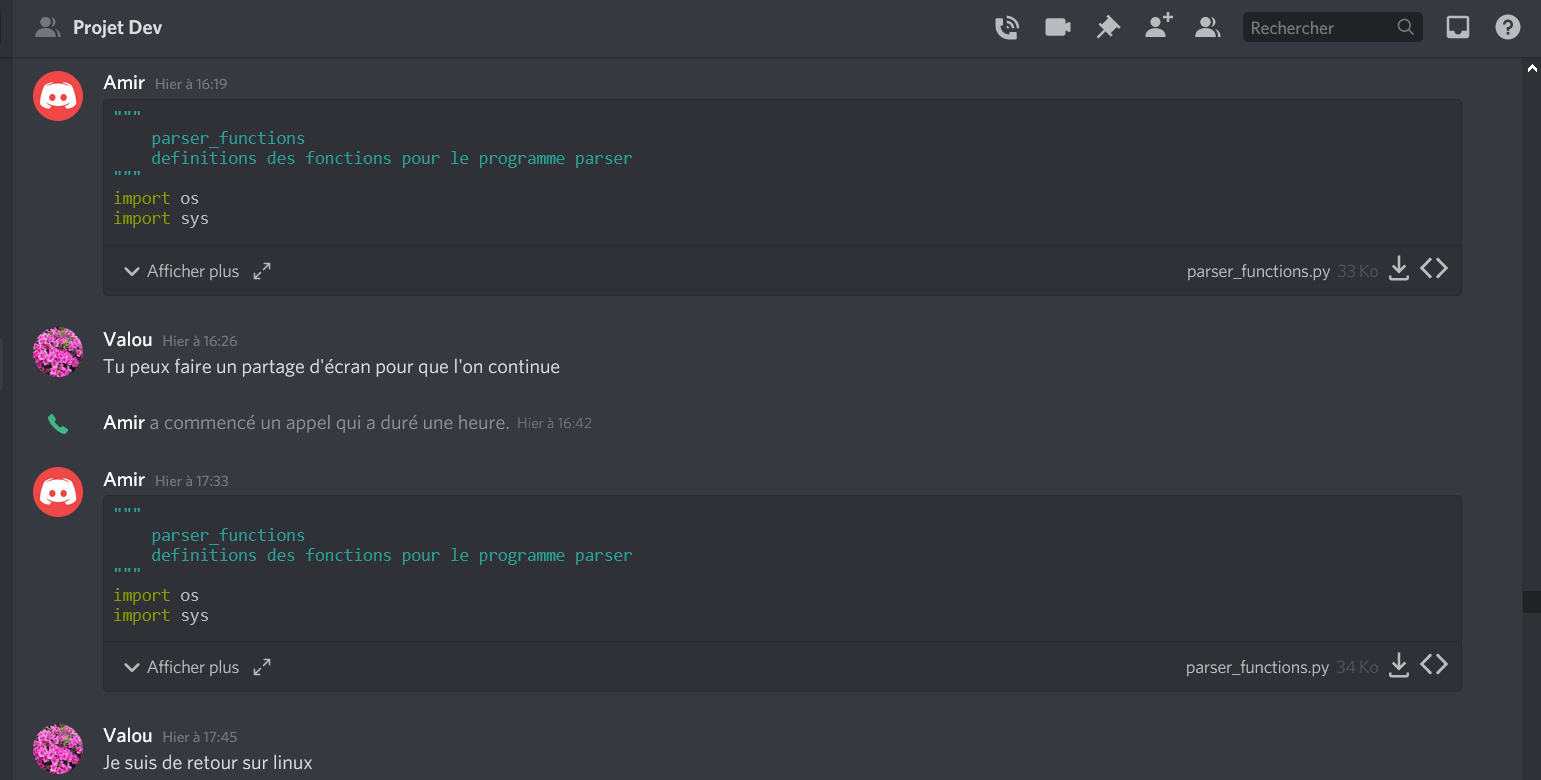 Projet Dev
Rechercher
Amir Hier à 16:19
"""
    parser_functions
    definitions des fonctions pour le programme parser
"""
import os
import sys
Afficher plus
parser_functions.py 33 Ko
Valou Hier à 16:26
Tu peux faire un partage d'écran pour que l'on continue
Amir a commencé un appel qui a duré une heure. Hier à 16:42
Amir Hier à 17:33
"""
    parser_functions
    definitions des fonctions pour le programme parser
"""
import os
import sys
Afficher plus
parser_functions.py 34 Ko
Valou Hier à 17:45
Je suis de retour sur linux